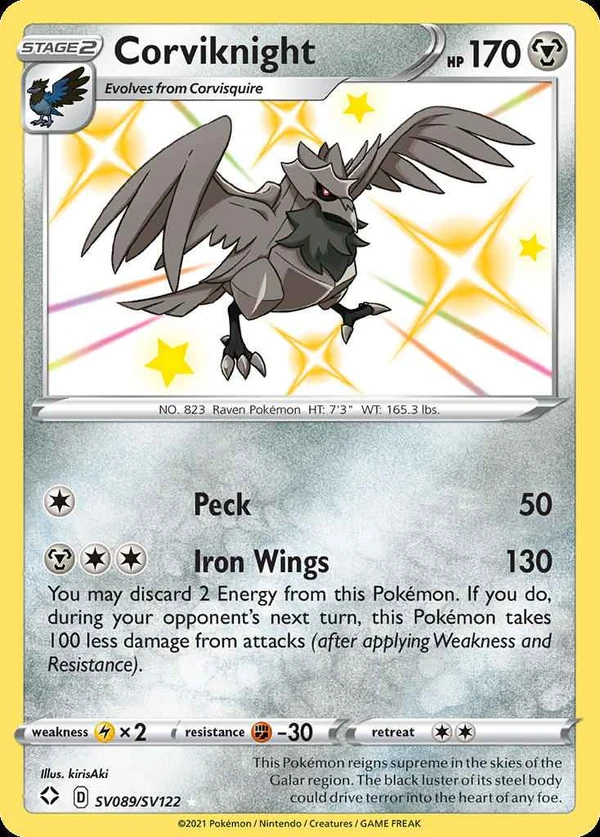 STAGE 2
Corviknight
HP 170
Evolves from Corvisquire
NO. 823 Raven Pokémon HT: 7'3" WT: 165.3 lbs.
Peck 50
Iron Wings 130
You may discard 2 Energy from this Pokémon. If you do,
during your opponent's next turn, this Pokémon takes
100 less damage from attacks (after applying Weakness and
Resistance).
weakness ×2 resistance -30 retreat
Illus. kirisAki
This Pokémon reigns supreme in the skies of the
Galar region. The black luster of its steel body
could drive terror into the heart of any foe.
D SV089/SV122
©2021 Pokémon / Nintendo / Creatures / GAME FREAK